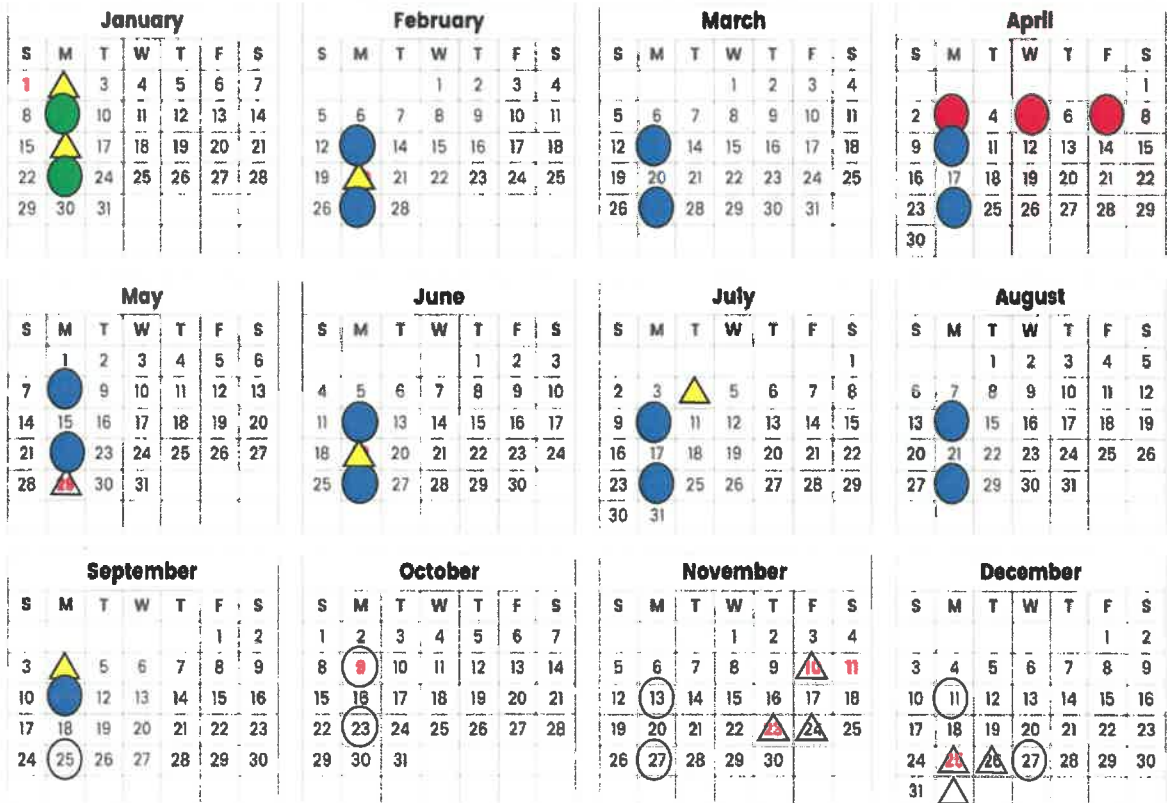 January
S M T W T F S
1 3 4 5 6 7
8 10 11 12 13 14
15 17 18 19 20 21
22 24 25 26 27 28
29 30 31
February
S M T W T F S
1 2 3 4
5 6 7 8 9 10 11
12 14 15 16 17 18
19 21 22 23 24 25
26 28
March
S M T W T F S
1 2 3 4
5 6 7 8 9 10 11
12 14 15 16 17 18
19 20 21 22 23 24 25
26 28 29 30 31
April
S M T W T F S
1
2 4 6 8
9 11 12 13 14 15
16 17 18 19 20 21 22
23 25 26 27 28 29
30
May
S M T W T F S
1 2 3 4 5 6
7 9 10 11 12 13
14 15 16 17 18 19 20
21 23 24 25 26 27
28 29 30 31
June
S M T W T F S
1 2 3
4 5 6 7 8 9 10
11 13 14 15 16 17
18 20 21 22 23 24
25 27 28 29 30
July
S M T W T F S
1
2 3 5 6 7 8
9 11 12 13 14 15
16 17 18 19 20 21 22
23 25 26 27 28 29
30 31
August
S M T W T F S
1 2 3 4 5
6 7 8 9 10 11 12
13 15 16 17 18 19
20 21 22 23 24 25 26
27 29 30 31
September
S M T W T F S
1 2
3 5 6 7 8 9
10 12 13 14 15 16
17 18 19 20 21 22 23
24 25 26 27 28 29 30
October
S M T W T F S
1 2 3 4 5 6 7
8 9 10 11 12 13 14
15 16 17 18 19 20 21
22 23 24 25 26 27 28
29 30 31
November
S M T W T F S
1 2 3 4
5 6 7 8 9 10 11
12 13 14 15 16 17 18
19 20 21 22 23 24 25
26 27 28 29 30
December
S M T W T F S
1 2
3 4 5 6 7 8 9
10 11 12 13 14 15 16
17 18 19 20 21 22 23
24 25 26 27 28 29 30
31